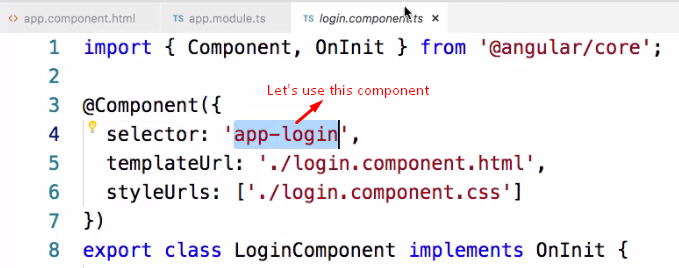 <> app.component.html TS app.module.ts TS login.component.ts ×
1 import { Component, OnInit } from '@angular/core';
2
Let's use this component
3 @Component({
4 selector: 'app-login',
5 templateUrl: './login.component.html',
6 styleUrls: ['./login.component.css']
7 })
8 export class LoginComponent implements OnInit {